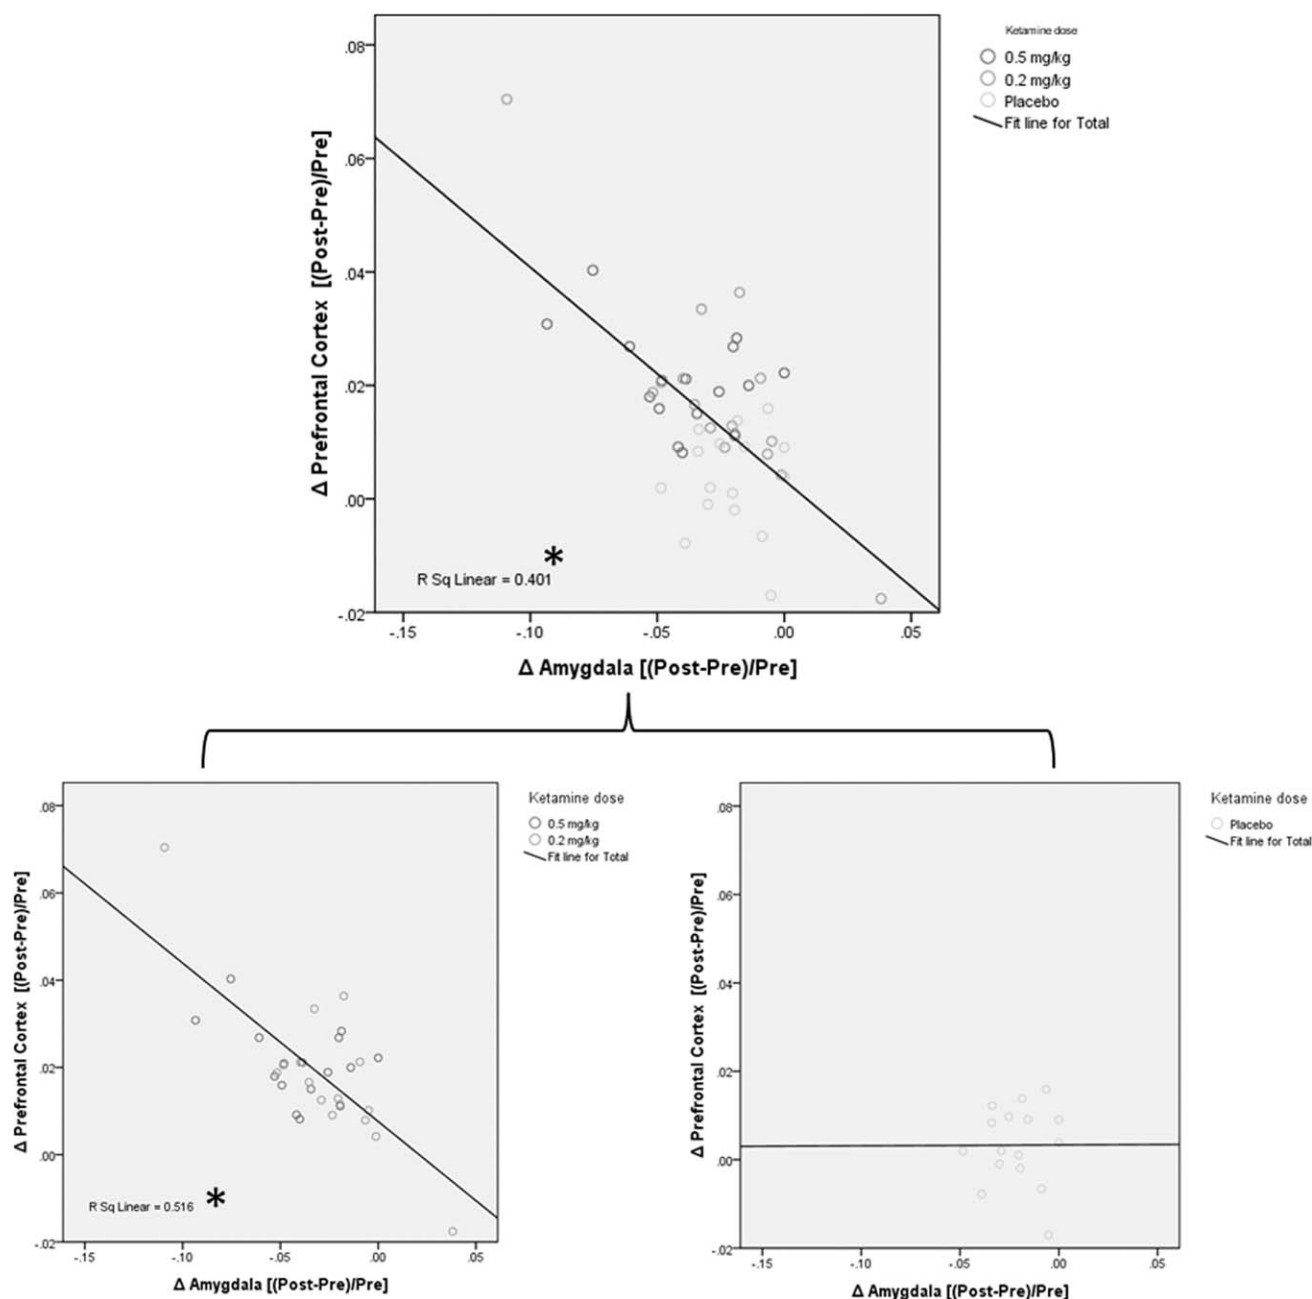 Ketamine dose
0.5 mg/kg
0.2 mg/kg
Placebo
Fit line for Total
Δ Prefrontal Cortex [(Post-Pre)/Pre]
.08
.06
.04
.02
.00
-.02
*
R Sq Linear = 0.401
-.15 -.10 -.05 .00 .05
Δ Amygdala [(Post-Pre)/Pre]
Ketamine dose
0.5 mg/kg
0.2 mg/kg
Fit line for Total
Δ Prefrontal Cortex [(Post-Pre)/Pre]
.08
.06
.04
.02
.00
-.02
*
R Sq Linear = 0.516
-.15 -.10 -.05 .00 .05
Δ Amygdala [(Post-Pre)/Pre]
Ketamine dose
Placebo
Fit line for Total
Δ Prefrontal Cortex [(Post-Pre)/Pre]
.08
.06
.04
.02
.00
-.02
-.15 -.10 -.05 .00 .05
Δ Amygdala [(Post-Pre)/Pre]